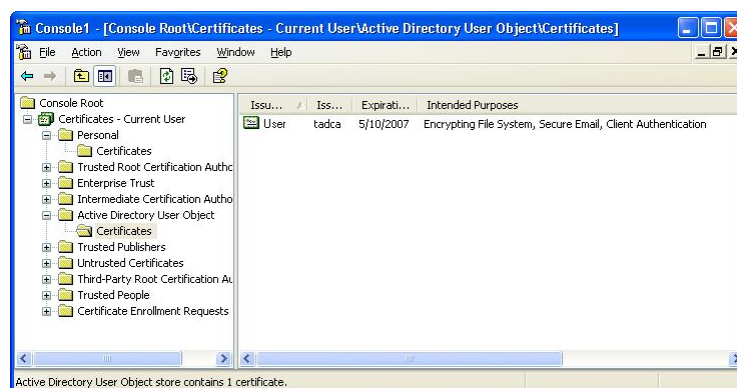 Console1 - [Console Root\Certificates - Current User\Active Directory User Object\Certificates]
File Action View Favorites Window Help
Console Root
Certificates - Current User
Personal
Certificates
Trusted Root Certification Autho
Enterprise Trust
Intermediate Certification Autho
Active Directory User Object
Certificates
Trusted Publishers
Untrusted Certificates
Third-Party Root Certification Au
Trusted People
Certificate Enrollment Requests
Issu... Iss... Expirati... Intended Purposes
User tadca 5/10/2007 Encrypting File System, Secure Email, Client Authentication
Active Directory User Object store contains 1 certificate.